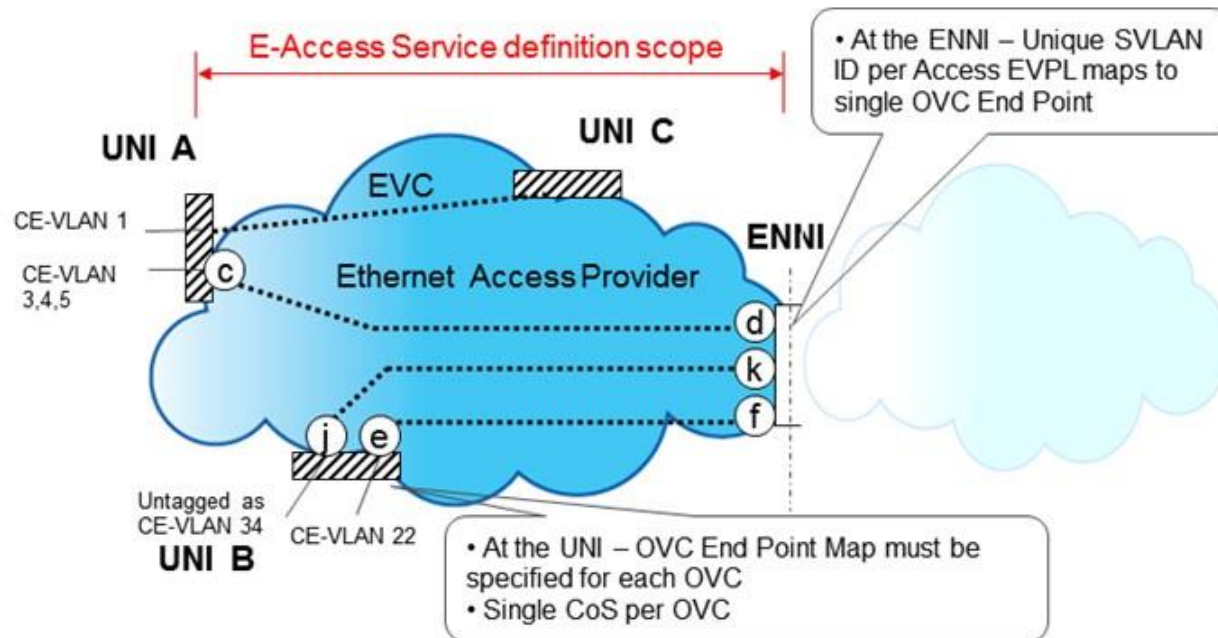 E-Access Service definition scope
• At the ENNI – Unique SVLAN
ID per Access EVPL maps to
single OVC End Point
UNI A
UNI C
EVC
CE-VLAN 1
ENNI
c
CE-VLAN
3,4,5
Ethernet Access Provider
d
k
f
j
e
Untagged as
CE-VLAN 34
CE-VLAN 22
UNI B
• At the UNI – OVC End Point Map must be
specified for each OVC
• Single CoS per OVC